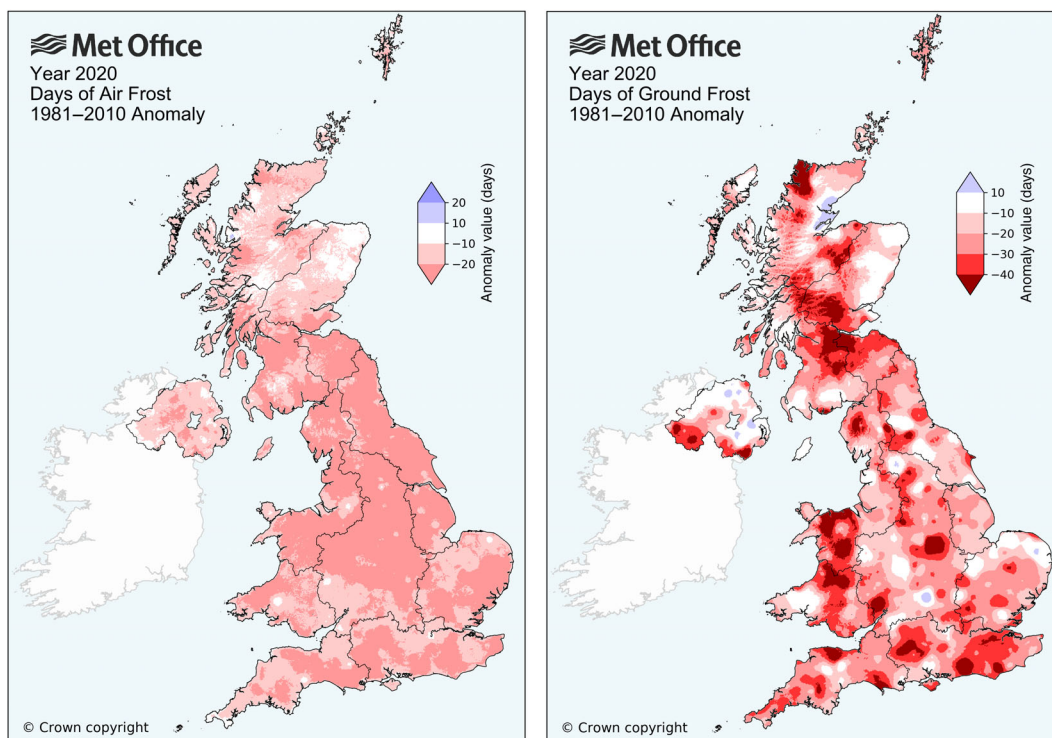 Met Office
Year 2020
Days of Air Frost
1981–2010 Anomaly
20
10
−10
−20
Anomaly value (days)
© Crown copyright
Met Office
Year 2020
Days of Ground Frost
1981–2010 Anomaly
10
−10
−20
−30
−40
Anomaly value (days)
© Crown copyright